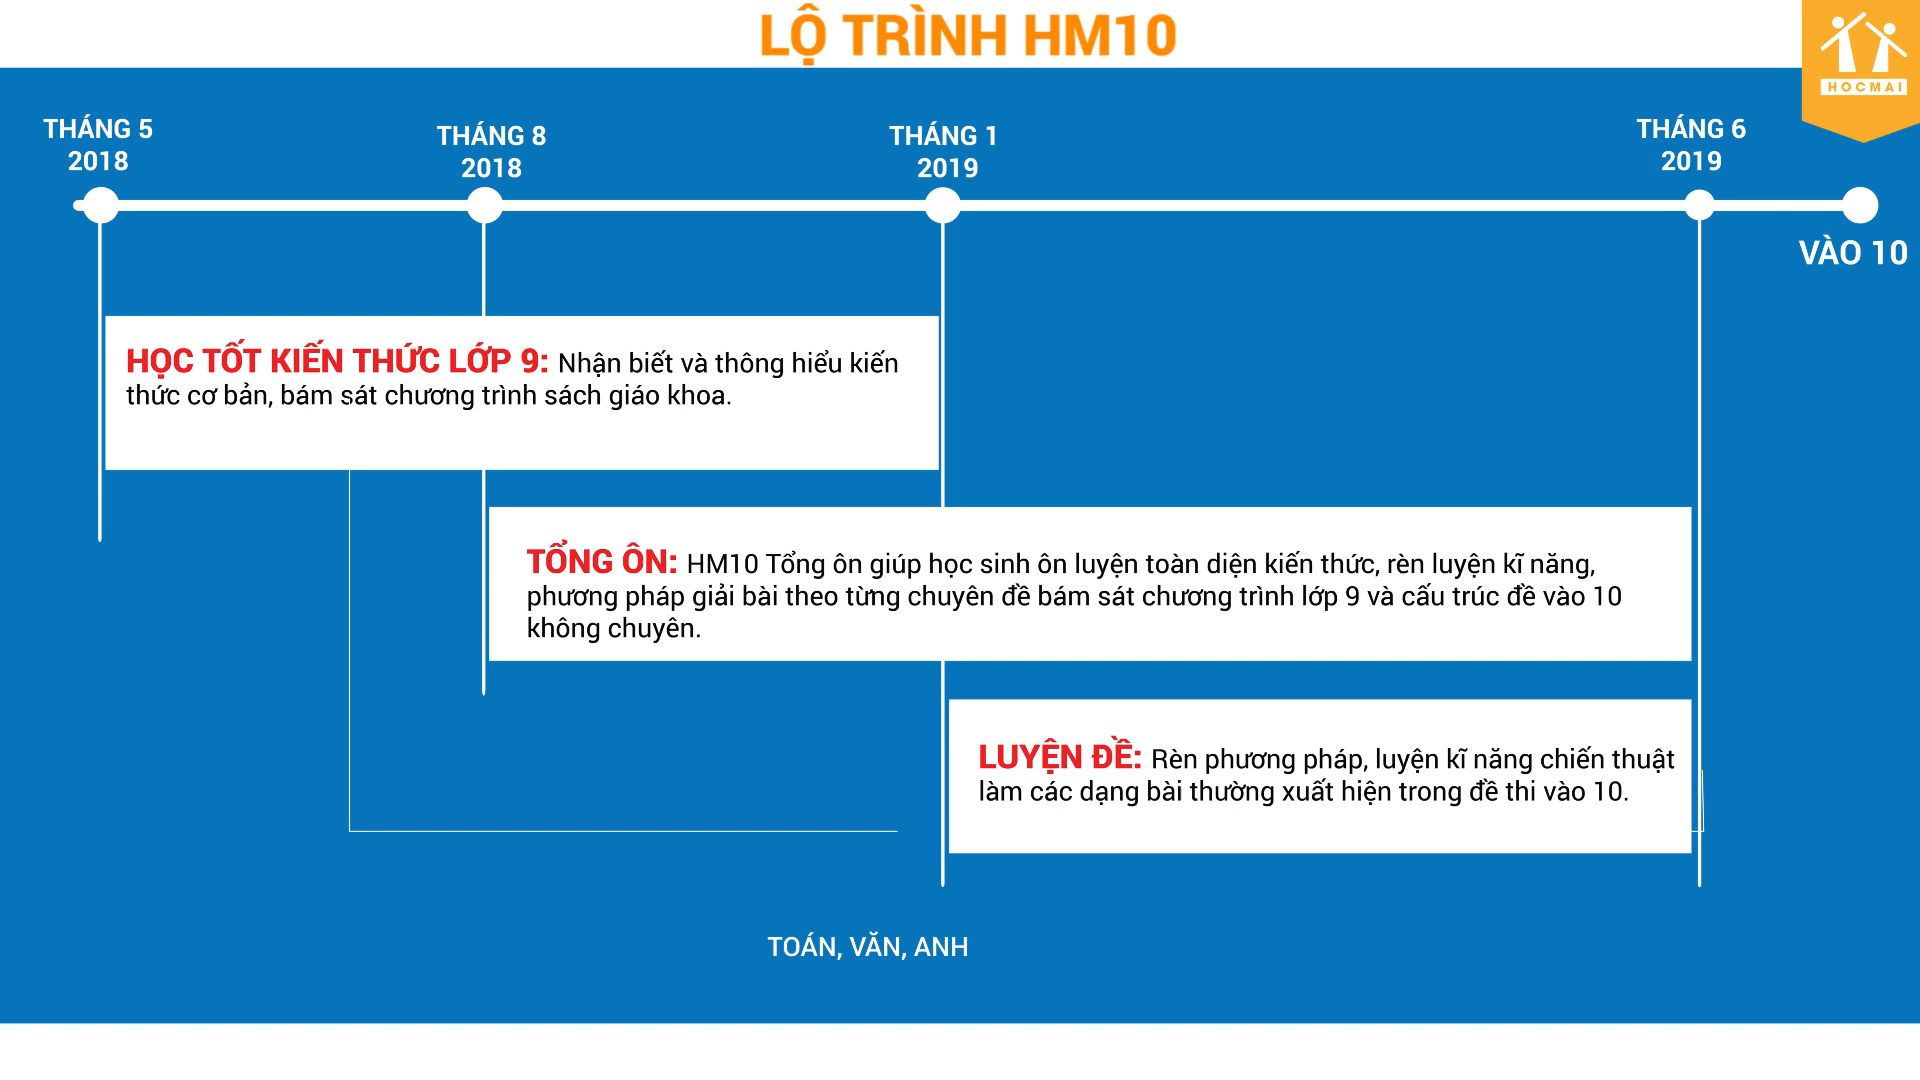 LỘ TRÌNH HM10
HOCMAI
THÁNG 5
2018
THÁNG 8
2018
THÁNG 1
2019
THÁNG 6
2019
VÀO 10
HỌC TỐT KIẾN THỨC LỚP 9: Nhận biết và thông hiểu kiến
thức cơ bản, bám sát chương trình sách giáo khoa.
TỔNG ÔN: HM10 Tổng ôn giúp học sinh ôn luyện toàn diện kiến thức, rèn luyện kĩ năng,
phương pháp giải bài theo từng chuyên đề bám sát chương trình lớp 9 và cấu trúc đề vào 10
không chuyên.
LUYỆN ĐỀ: Rèn phương pháp, luyện kĩ năng chiến thuật
làm các dạng bài thường xuất hiện trong đề thi vào 10.
TOÁN, VĂN, ANH